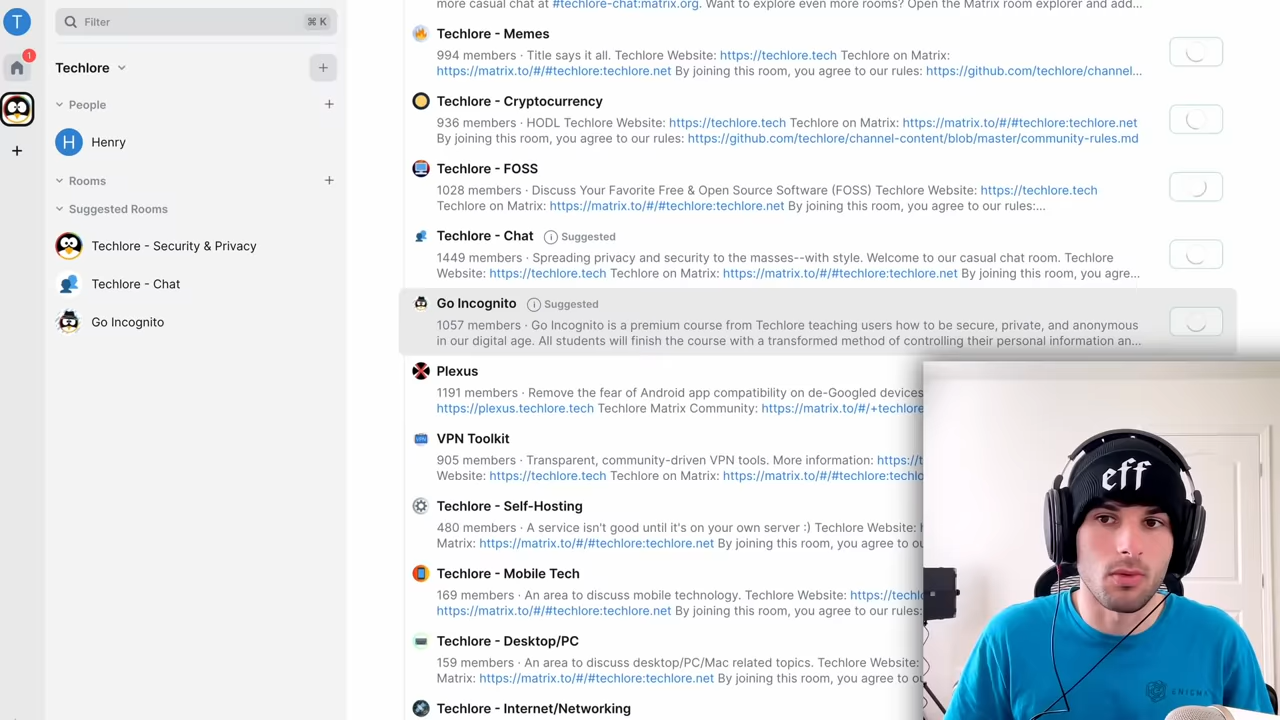 T
Filter
⌘ K
1
Techlore
People
H
Henry
Rooms
Suggested Rooms
Techlore - Security & Privacy
Techlore - Chat
Go Incognito
more casual chat at #techlore-chat:matrix.org. Want to explore even more rooms? Open the Matrix room explorer and add...
Techlore - Memes
994 members · Title says it all. Techlore Website: https://techlore.tech Techlore on Matrix:
https://matrix.to/#/#techlore:techlore.net By joining this room, you agree to our rules: https://github.com/techlore/channel...
Techlore - Cryptocurrency
936 members · HODL Techlore Website: https://techlore.tech Techlore on Matrix: https://matrix.to/#/#techlore:techlore.net
By joining this room, you agree to our rules: https://github.com/techlore/channel-content/blob/master/community-rules.md
Techlore - FOSS
1028 members · Discuss Your Favorite Free & Open Source Software (FOSS) Techlore Website: https://techlore.tech
Techlore on Matrix: https://matrix.to/#/#techlore:techlore.net By joining this room, you agree to our rules:...
Techlore - Chat Suggested
1449 members · Spreading privacy and security to the masses--with style. Welcome to our casual chat room. Techlore
Website: https://techlore.tech Techlore on Matrix: https://matrix.to/#/#techlore:techlore.net By joining this room, you agre...
Go Incognito Suggested
1057 members · Go Incognito is a premium course from Techlore teaching users how to be secure, private, and anonymous
in our digital age. All students will finish the course with a transformed method of controlling their personal information an...
Plexus
1191 members · Remove the fear of Android app compatibility on de-Googled devices
https://plexus.techlore.tech Techlore Matrix Community: https://matrix.to/#/+techlore
VPN Toolkit
905 members · Transparent, community-driven VPN tools. More information: https://t
Website: https://techlore.tech Techlore on Matrix: https://matrix.to/#/#techlo
Techlore - Self-Hosting
480 members · A service isn't good until it's on your own server :) Techlore Website:
Matrix: https://matrix.to/#/#techlore:techlore.net By joining this room, you agree to ou
Techlore - Mobile Tech
169 members · An area to discuss mobile technology. Techlore Website: https://techl
https://matrix.to/#/#techlore:techlore.net By joining this room, you agree to our rules:
Techlore - Desktop/PC
159 members · An area to discuss desktop/PC/Mac related topics. Techlore Website:
Matrix: https://matrix.to/#/#techlore:techlore.net By joining this room, you agree to ou
Techlore - Internet/Networking
eff
ENIGMA